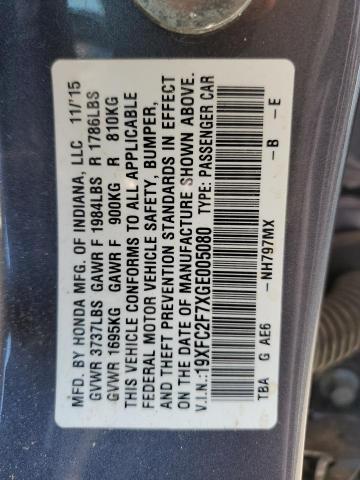 MFD. BY HONDA MFG. OF INDIANA, LLC 11/'15
GVWR 3737LBS GAWR F 1984LBS R 1786LBS
GVWR 1695KG GAWR F 900KG R 810KG
THIS VEHICLE CONFORMS TO ALL APPLICABLE
FEDERAL MOTOR VEHICLE SAFETY, BUMPER,
AND THEFT PREVENTION STANDARDS IN EFFECT
ON THE DATE OF MANUFACTURE SHOWN ABOVE.
V.I.N.:19XFC2F7XGE005080 TYPE: PASSENGER CAR
TBA G AE6 -NH797MX -B -E